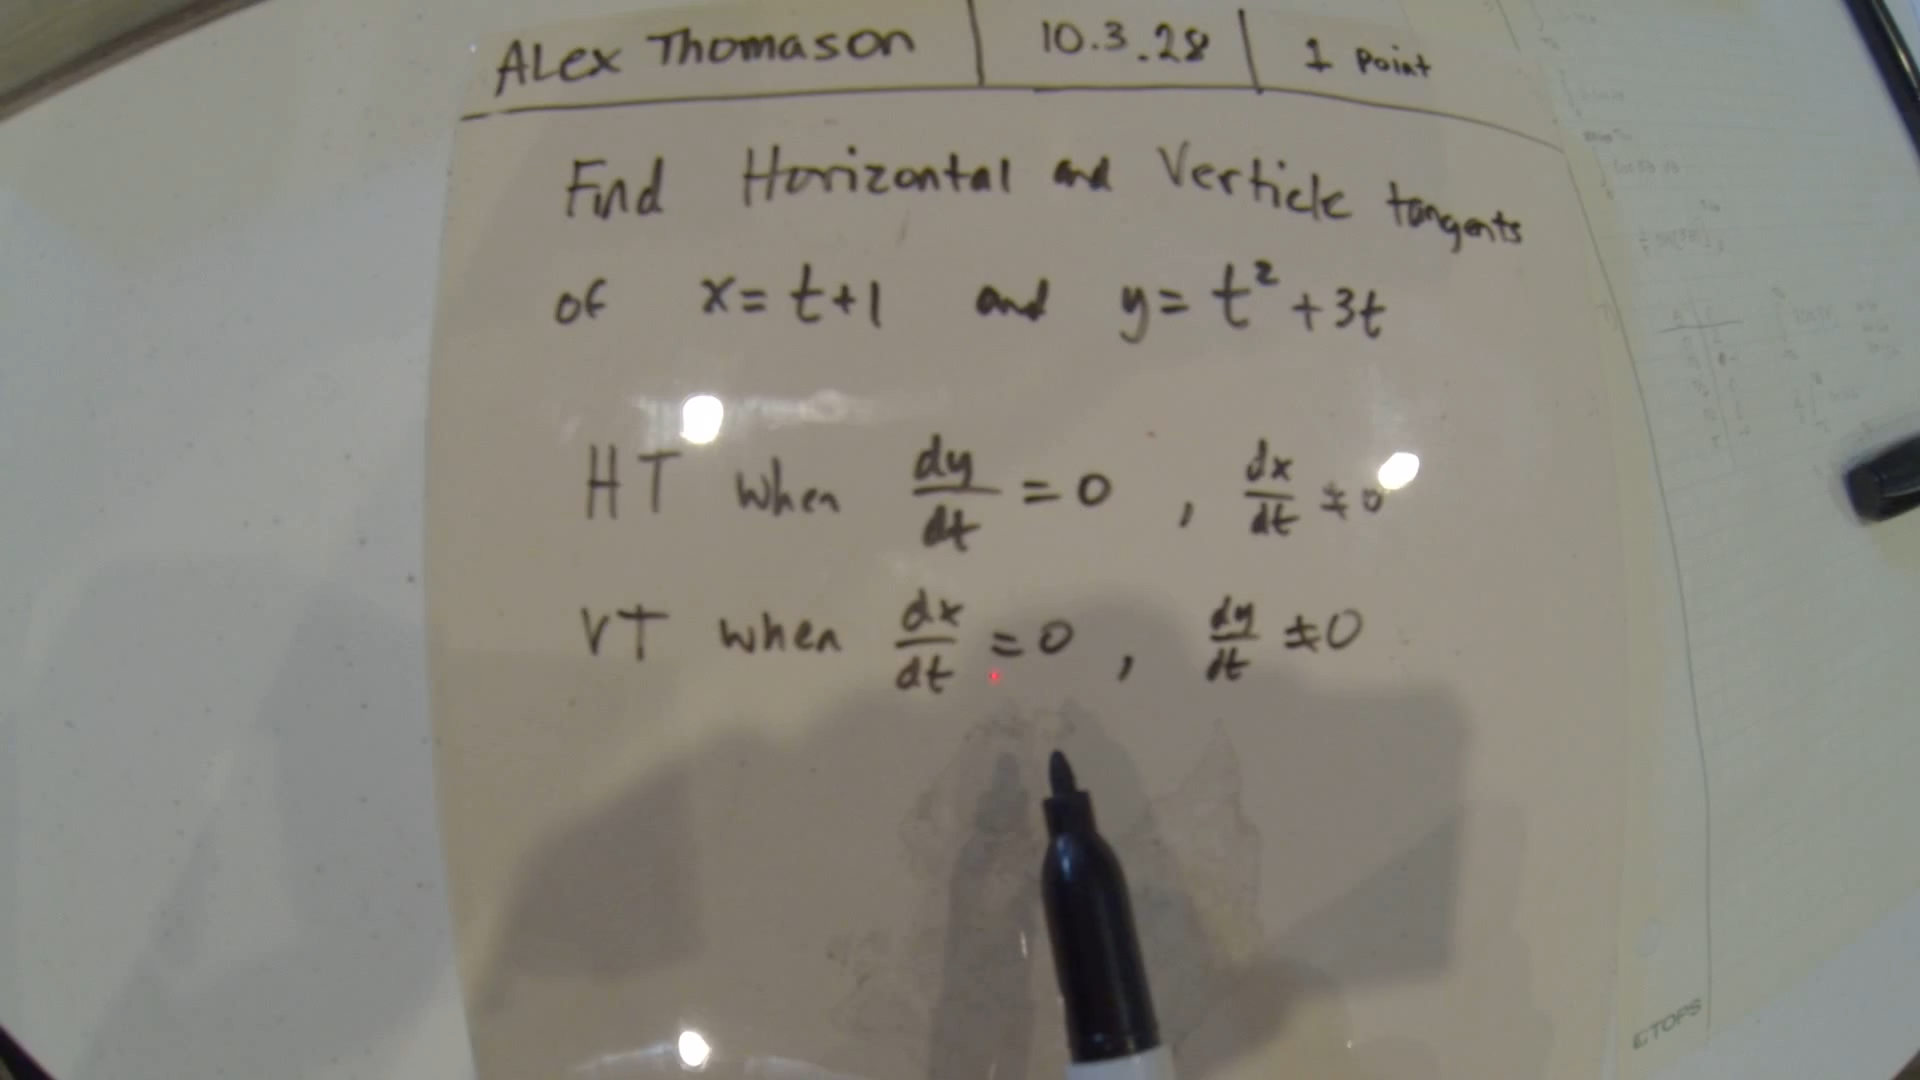 ALex Thomason 10.3.28 1 Point
Find Horizontal and Verticle tangents
of x=t+1 and y=t²+3t
HT when dy/dt = 0 , dx/dt ≠ 0
VT when dx/dt = 0 , dy/dt ≠ 0
ETOPS